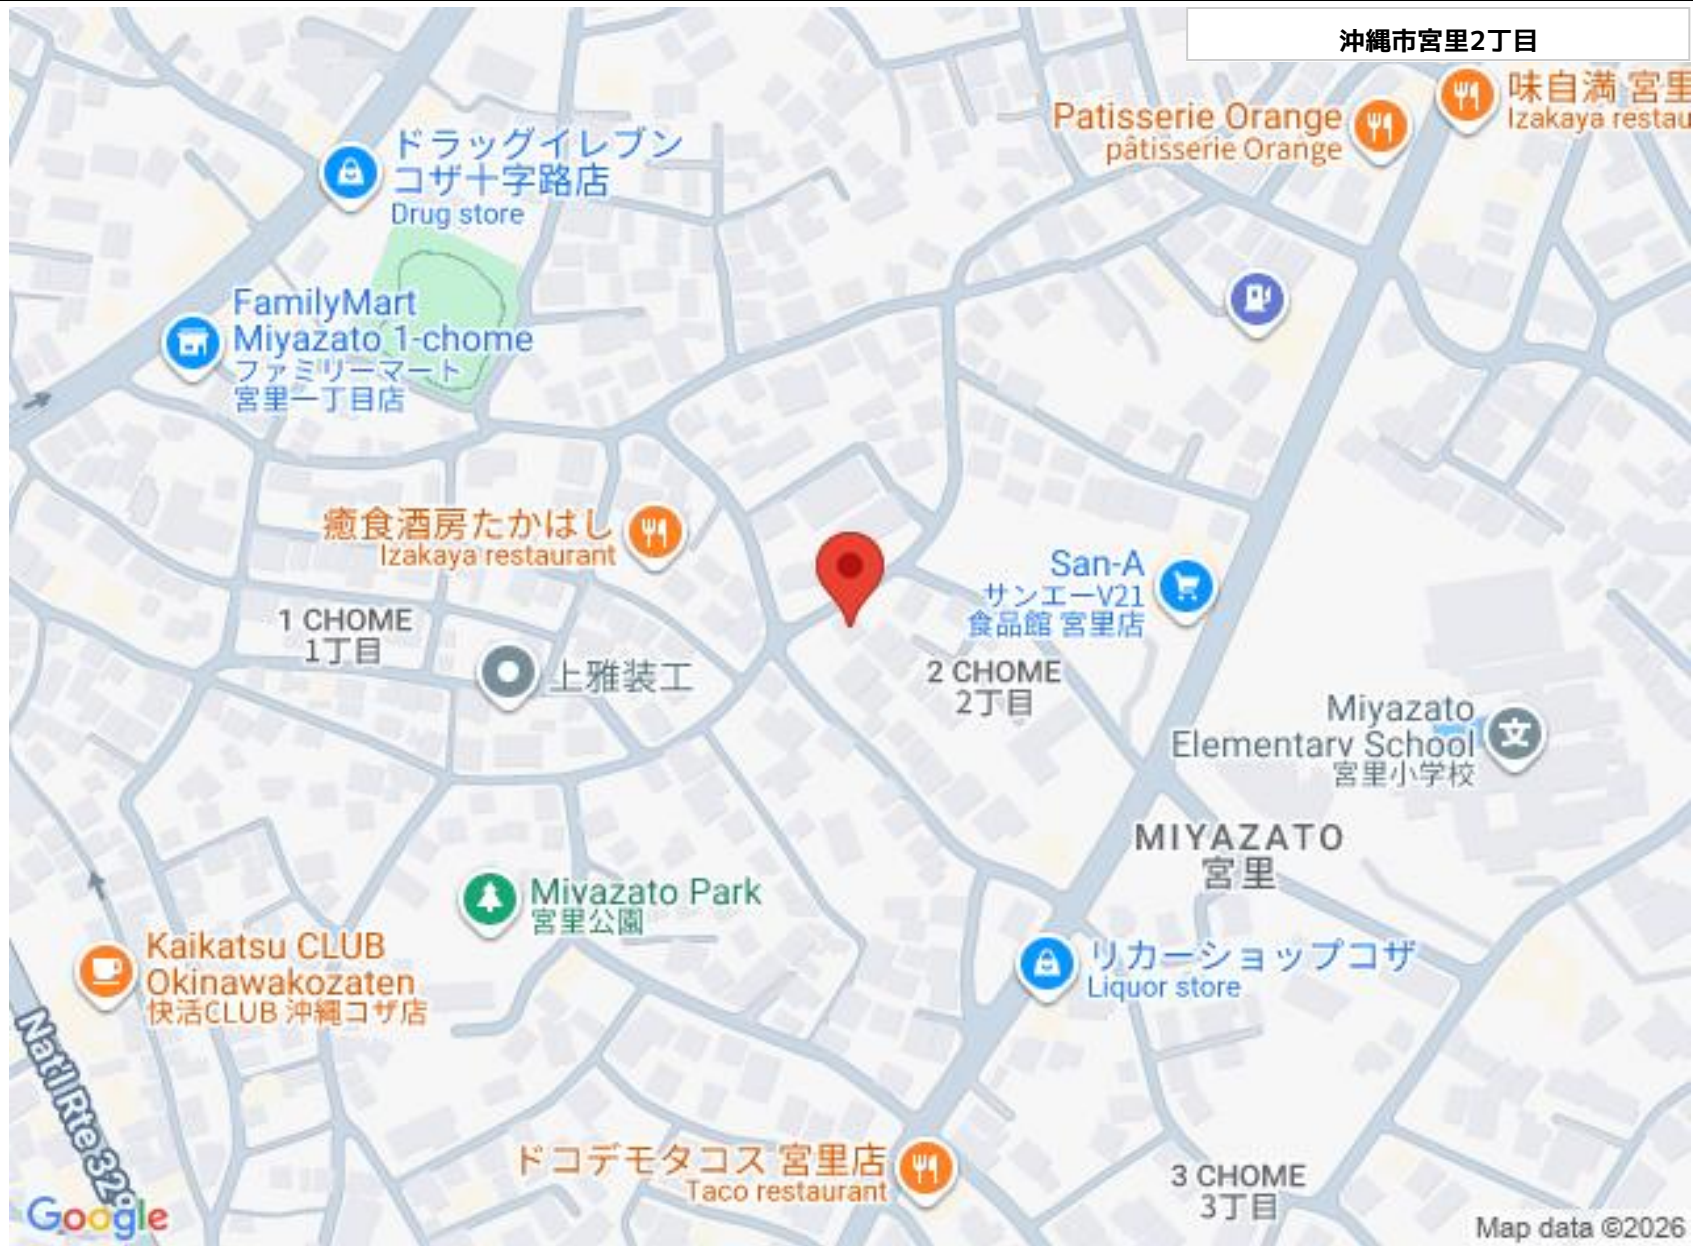 沖縄市宮里2丁目
味自満 宮里
Izakaya restau
Patisserie Orange
pâtisserie Orange
ドラッグイレブン
コザ十字路店
Drug store
FamilyMart
Miyazato 1-chome
ファミリーマート
宮里一丁目店
癒食酒房たかはし
Izakaya restaurant
San-A
サンエーV21
食品館 宮里店
1 CHOME
1丁目
上雅装工
2 CHOME
2丁目
Miyazato
Elementary School
宮里小学校
MIYAZATO
宮里
Miyazato Park
宮里公園
Kaikatsu CLUB
Okinawakozaten
快活CLUB 沖縄コザ店
リカーショップコザ
Liquor store
Nat'l Rte 329
ドコデモタコス 宮里店
Taco restaurant
3 CHOME
3丁目
Google
Map data ©2026